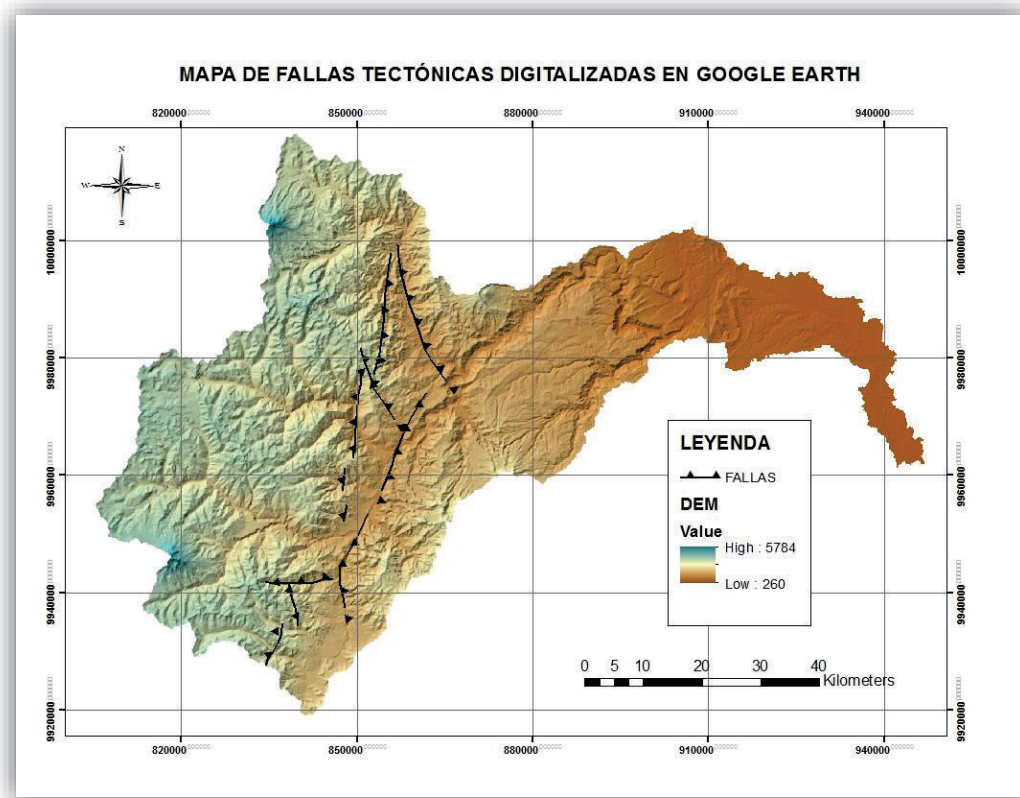 MAPA DE FALLAS TECTÓNICAS DIGITALIZADAS EN GOOGLE EARTH
820000 850000 880000 910000 940000
N
W E
S
10000000 10000000
9980000 9980000
9960000 9960000
9940000 9940000
9920000 9920000
LEYENDA
FALLAS
DEM
Value
High : 5784
Low : 260
0 5 10 20 30 40
Kilometers
820000 850000 880000 910000 940000